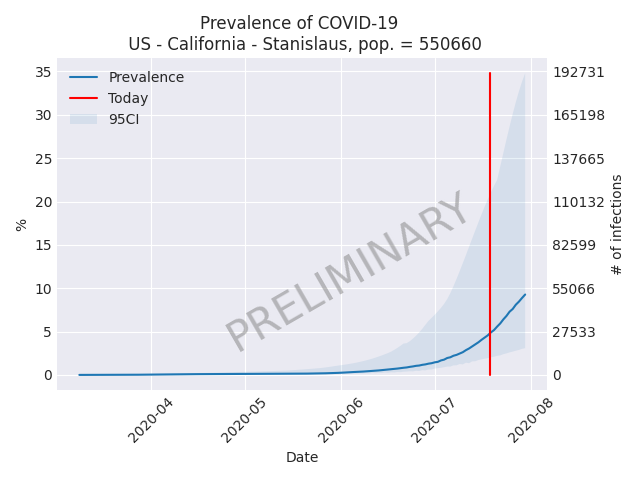 Prevalence of COVID-19
US - California - Stanislaus, pop. = 550660
Prevalence
Today
95CI
PRELIMINARY
35
30
25
20
15
10
5
0
%
192731
165198
137665
110132
82599
55066
27533
0
# of infections
2020-04
2020-05
2020-06
2020-07
2020-08
Date